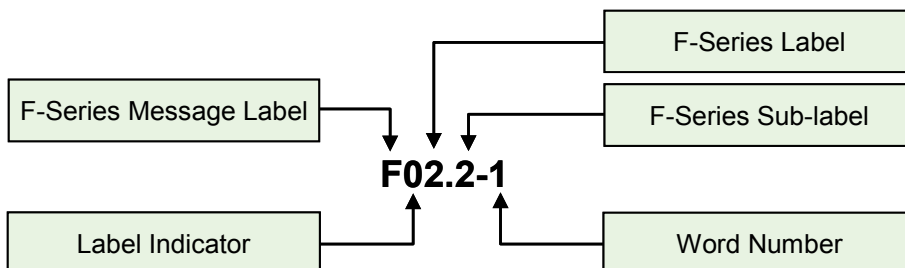 F-Series Label
F-Series Message Label
F-Series Sub-label
F02.2-1
Label Indicator
Word Number